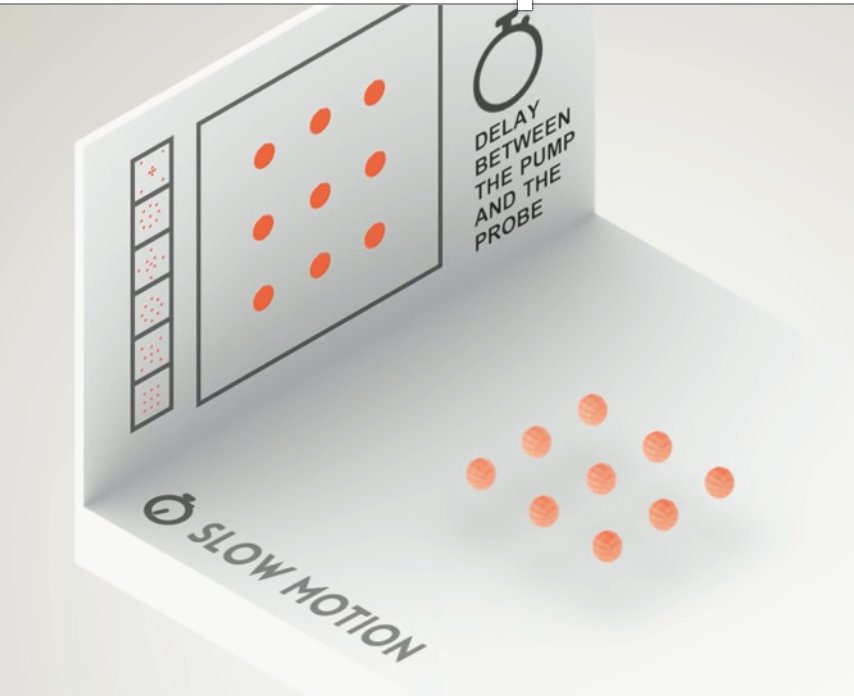 DELAY
BETWEEN
THE PUMP
AND THE
PROBE
SLOW MOTION